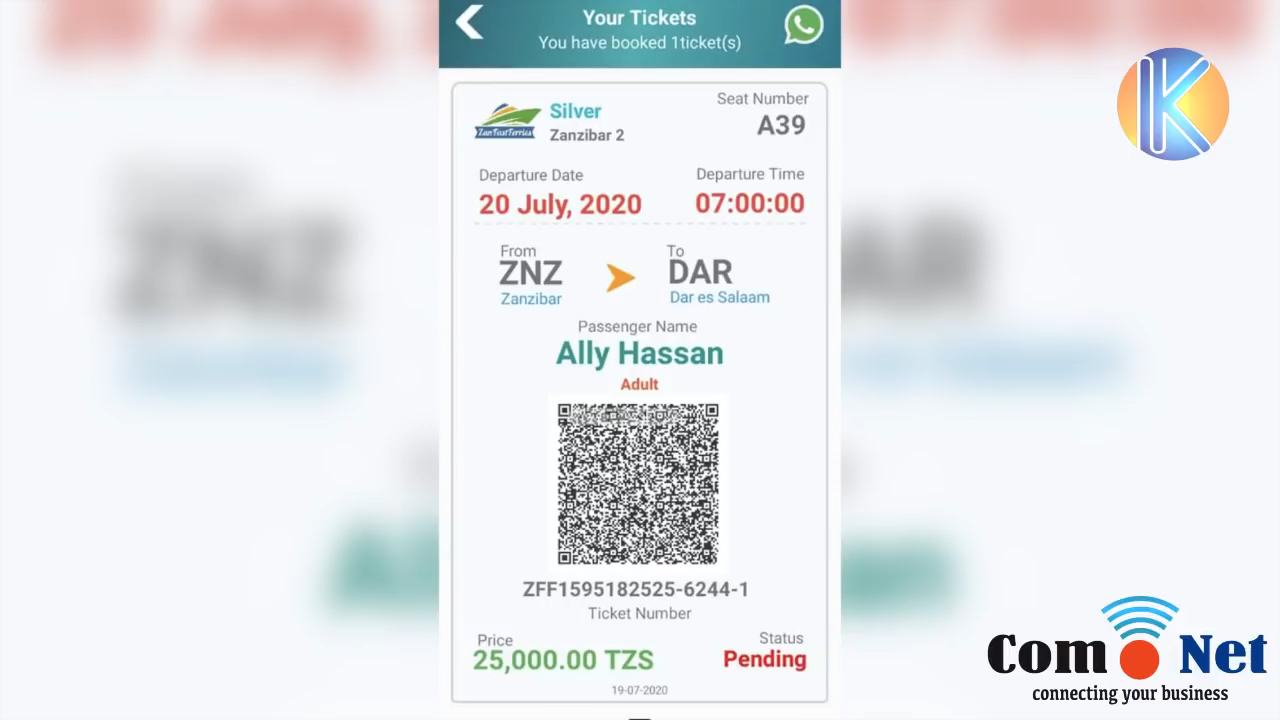 Your Tickets
You have booked 1ticket(s)
Silver
Zanzibar 2
ZanFastFerries
Seat Number
A39
Departure Date
20 July, 2020
Departure Time
07:00:00
From
ZNZ
Zanzibar
To
DAR
Dar es Salaam
Passenger Name
Ally Hassan
Adult
ZFF1595182525-6244-1
Ticket Number
Price
25,000.00 TZS
Status
Pending
19-07-2020
K
Com Net
connecting your business